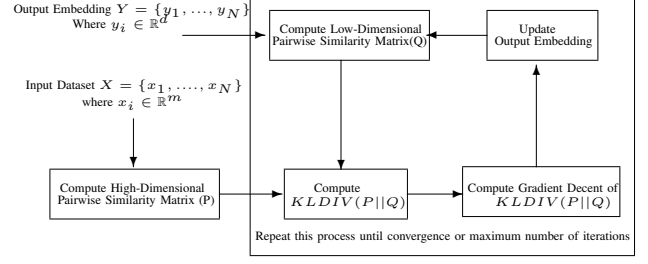 Output Embedding Y = {y₁, ..., y_N}
Where yᵢ ∈ ℝᵈ
Compute Low-Dimensional
Pairwise Similarity Matrix(Q)
Update
Output Embedding
Input Dataset X = {x₁, ...., x_N}
where xᵢ ∈ ℝᵐ
Compute High-Dimensional
Pairwise Similarity Matrix (P)
Compute
KLDIV(P||Q)
Compute Gradient Decent of
KLDIV(P||Q)
Repeat this process until convergence or maximum number of iterations